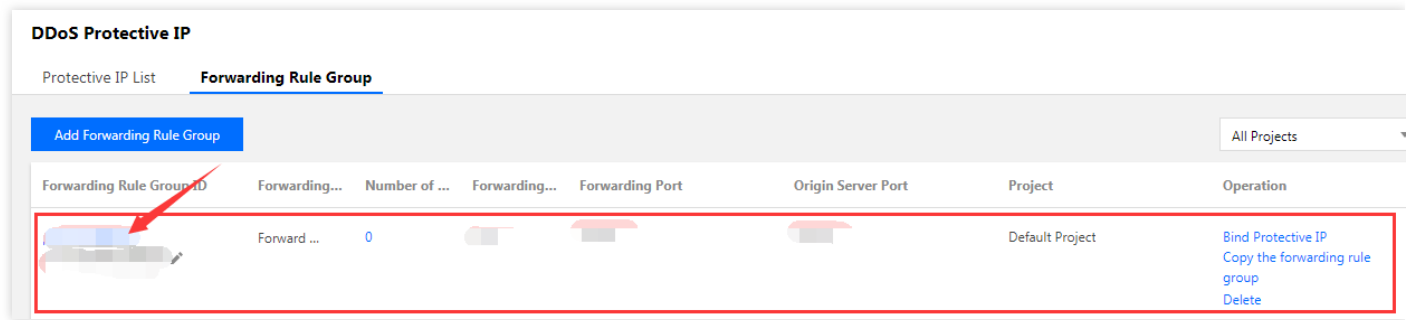 DDoS Protective IP
Protective IP List Forwarding Rule Group
Add Forwarding Rule Group All Projects
Forwarding Rule Group ID Forwarding... Number of ... Forwarding... Forwarding Port Origin Server Port Project Operation
Forward ... 0 Default Project Bind Protective IP
Copy the forwarding rule
group
Delete